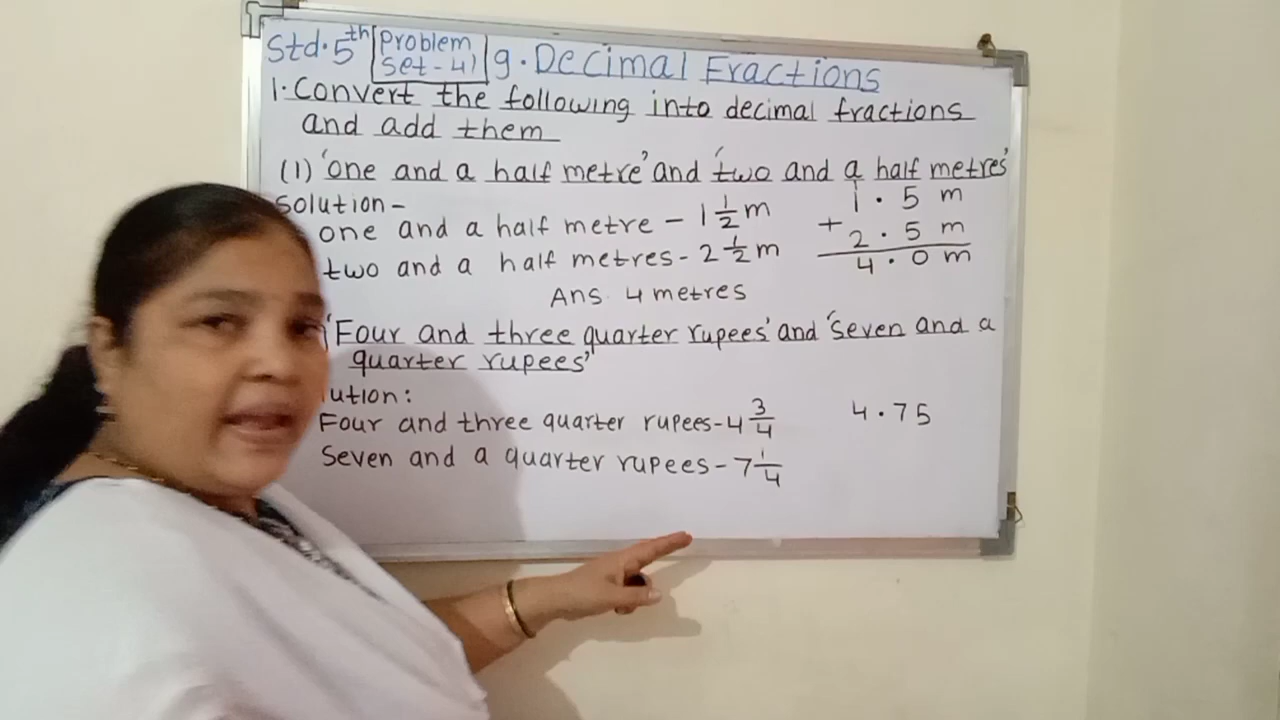 Std. 5th Problem set-41 9. Decimal Fractions
1. Convert the following into decimal fractions
and add them
(1) 'one and a half metre' and 'two and a half metres'
Solution-
one and a half metre - 1 1/2 m
two and a half metres - 2 1/2 m
1.5 m
+ 2.5 m
4.0 m
Ans. 4 metres
'Four and three quarter rupees' and 'Seven and a
quarter rupees'
lution:
Four and three quarter rupees - 4 3/4
4.75
Seven and a quarter rupees - 7 1/4